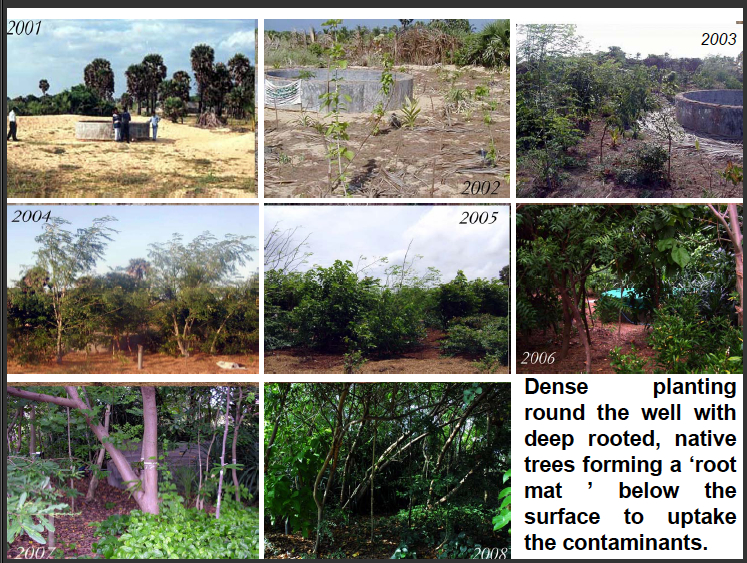 2001
2002
2003
2004
2005
2006
2007
2008
Dense planting
round the well with
deep rooted, native
trees forming a ‘root
mat ’ below the
surface to uptake
the contaminants.